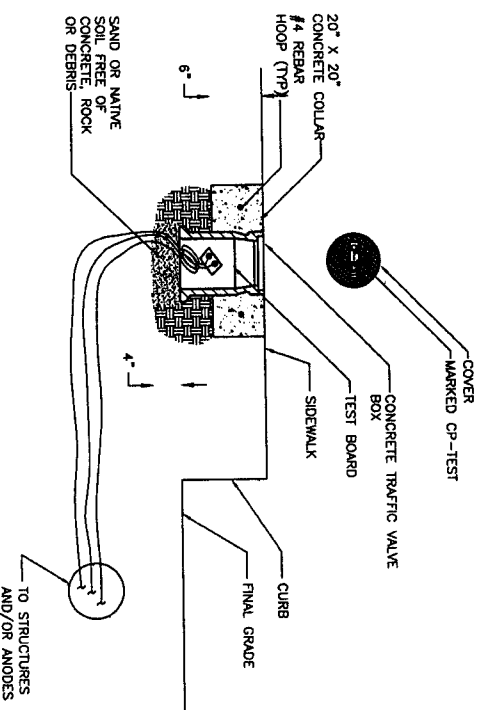 20" X 20"
CONCRETE COLLAR
#4 REBAR
HOOP (TYP)
6"
SAND OR NATIVE
SOIL FREE OF
CONCRETE, ROCK
OR DEBRIS
COVER
MARKED CP-TEST
CONCRETE TRAFFIC VALVE
BOX
TEST BOARD
SIDEWALK
4"
CURB
FINAL GRADE
TO STRUCTURES
AND/OR ANODES